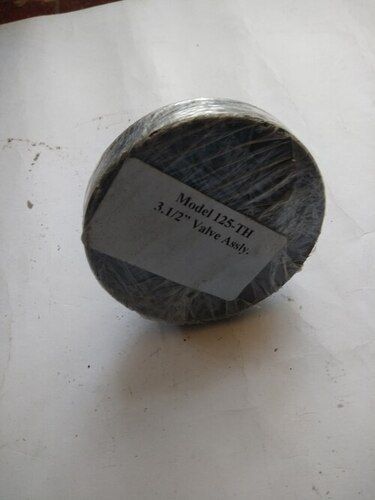 Model 125-TH
3.1/2" Valve Assly.